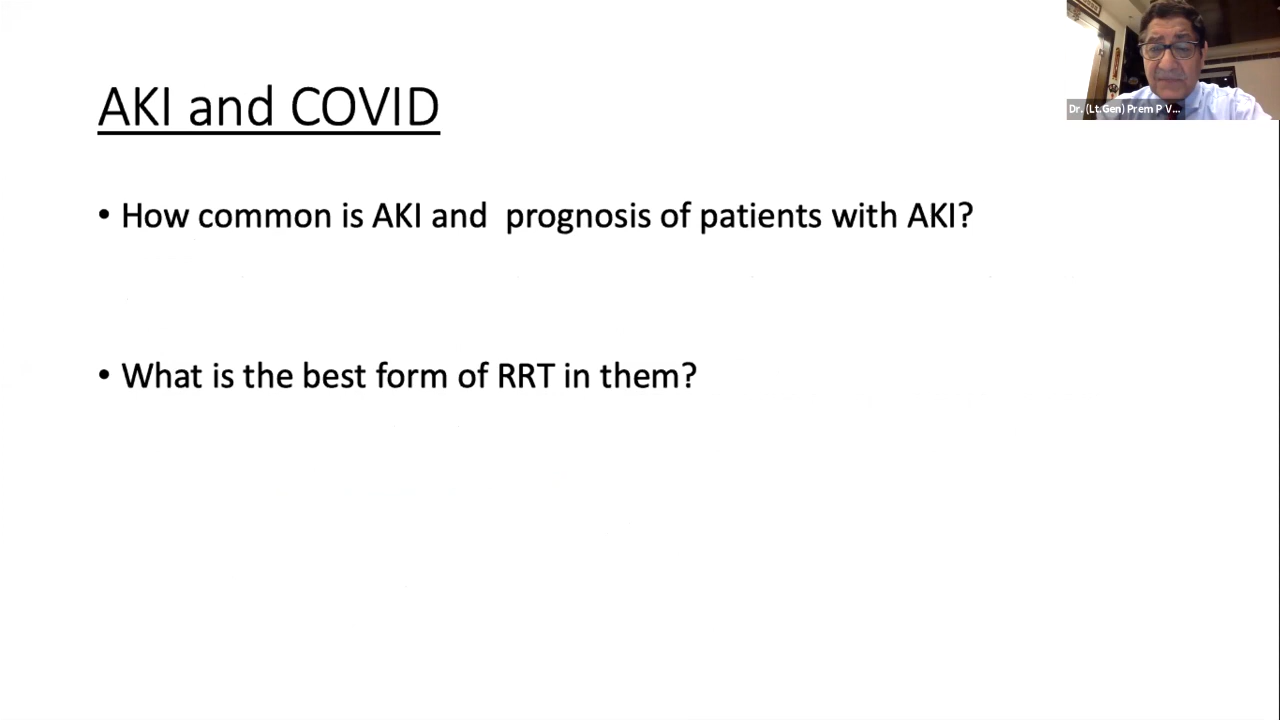 Dr. (Lt.Gen) Prem P V...
AKI and COVID
• How common is AKI and  prognosis of patients with AKI?
• What is the best form of RRT in them?